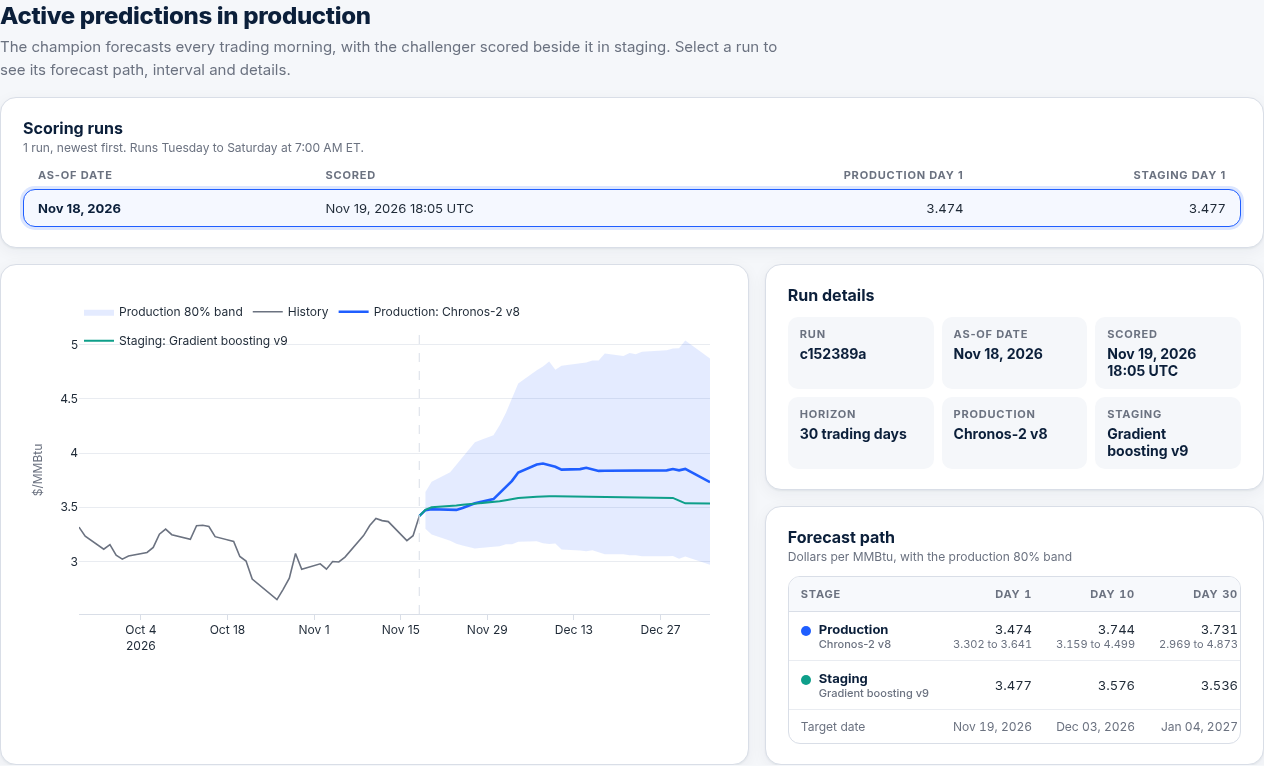 Active predictions in production
The champion forecasts every trading morning, with the challenger scored beside it in staging. Select a run to
see its forecast path, interval and details.
Scoring runs
1 run, newest first. Runs Tuesday to Saturday at 7:00 AM ET.
AS-OF DATE SCORED PRODUCTION DAY 1 STAGING DAY 1
Nov 18, 2026 Nov 19, 2026 18:05 UTC 3.474 3.477
Production 80% band History Production: Chronos-2 v8
Staging: Gradient boosting v9
5
4.5
4
3.5
3
$/MMBtu
Oct 4 Oct 18 Nov 1 Nov 15 Nov 29 Dec 13 Dec 27
2026
Run details
RUN AS-OF DATE SCORED
c152389a Nov 18, 2026 Nov 19, 2026
18:05 UTC
HORIZON PRODUCTION STAGING
30 trading days Chronos-2 v8 Gradient
boosting v9
Forecast path
Dollars per MMBtu, with the production 80% band
STAGE DAY 1 DAY 10 DAY 30
Production 3.474 3.744 3.731
Chronos-2 v8 3.302 to 3.641 3.159 to 4.499 2.969 to 4.873
Staging 3.477 3.576 3.536
Gradient boosting v9
Target date Nov 19, 2026 Dec 03, 2026 Jan 04, 2027